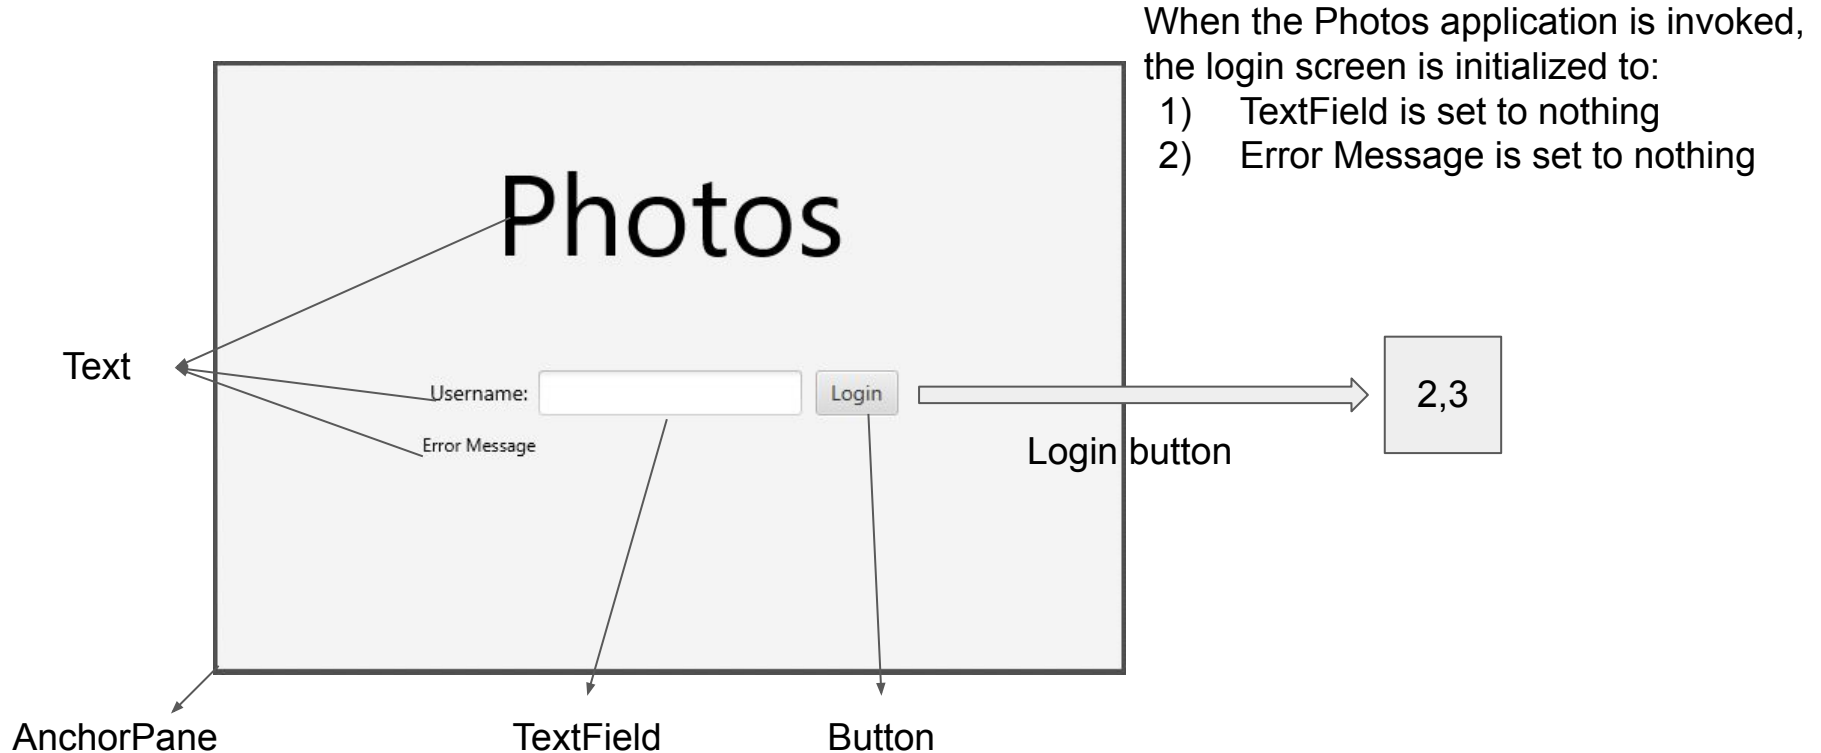 When the Photos application is invoked,
the login screen is initialized to:
1) TextField is set to nothing
2) Error Message is set to nothing
Photos
Text
Username:
Login
2,3
Error Message
Login button
AnchorPane
TextField
Button